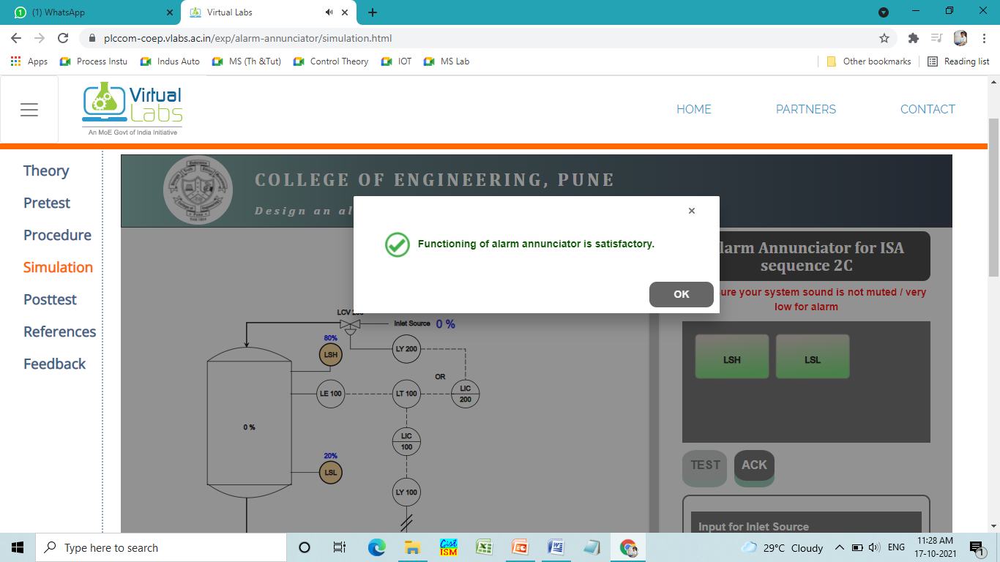 (1) WhatsApp
Virtual Labs
plccom-coep.vlabs.ac.in/exp/alarm-annunciator/simulation.html
Apps
Process Instu
Indus Auto
MS (Th &Tut)
Control Theory
IOT
MS Lab
Other bookmarks
Reading list
Virtual
Labs
An MoE Govt of India Initiative
HOME
PARTNERS
CONTACT
Theory
Pretest
Procedure
Simulation
Posttest
References
Feedback
COLLEGE OF ENGINEERING, PUNE
Design an al
Functioning of alarm annunciator is satisfactory.
OK
larm Annunciator for ISA
sequence 2C
sure your system sound is not muted / very
low for alarm
LCV
Inlet Source 0 %
80%
LSH
LY 200
OR
LE 100
LT 100
LIC
200
0 %
LIC
100
20%
LSL
LY 100
LSH
LSL
TEST
ACK
Input for Inlet Source
Type here to search
Cist
ISM
29°C Cloudy
ENG
11:28 AM
17-10-2021
1